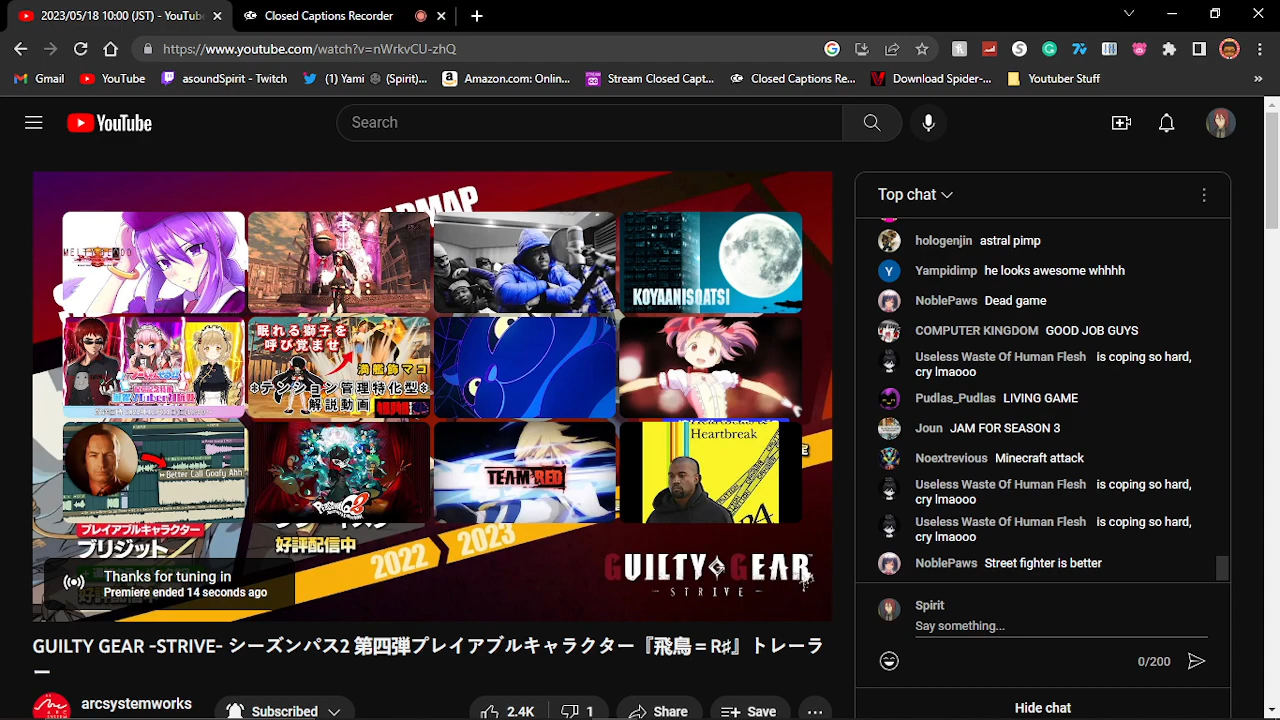 2023/05/18 10:00 (JST) - YouTub
Closed Captions Recorder
https://www.youtube.com/watch?v=nWrkvCU-zhQ
Gmail
YouTube
asoundSpirit - Twitch
(1) Yami
(Spirit)...
Amazon.com: Onlin...
Stream Closed Capt...
Closed Captions Re...
Download Spider-...
Youtuber Stuff
YouTube
Search
Top chat
hologenjin astral pimp
Yampidimp he looks awesome whhhh
NoblePaws Dead game
COMPUTER KINGDOM GOOD JOB GUYS
Useless Waste Of Human Flesh is coping so hard,
cry lmaooo
Pudlas_Pudlas LIVING GAME
Joun JAM FOR SEASON 3
Noextrevious Minecraft attack
Useless Waste Of Human Flesh is coping so hard,
cry lmaooo
Useless Waste Of Human Flesh is coping so hard,
cry lmaooo
NoblePaws Street fighter is better
Spirit
Say something...
0/200
Hide chat
KOYAANISQATSI
眠れる獅子を
呼び覚ませ
満艦飾マコ
テンション管理特化型
解説動画
Better Call Goofy Ahh
TEAM RED
Heartbreak
プレイアブルキャラクター
ブリジット
好評配信中
2022
2023
GUILTY GEAR
- STRIVE -
Thanks for tuning in
Premiere ended 14 seconds ago
GUILTY GEAR -STRIVE- シーズンパス2 第四弾プレイアブルキャラクター『飛鳥＝R♯』トレーラ
ー
arcsystemworks
Subscribed
2.4K
1
Share
Save